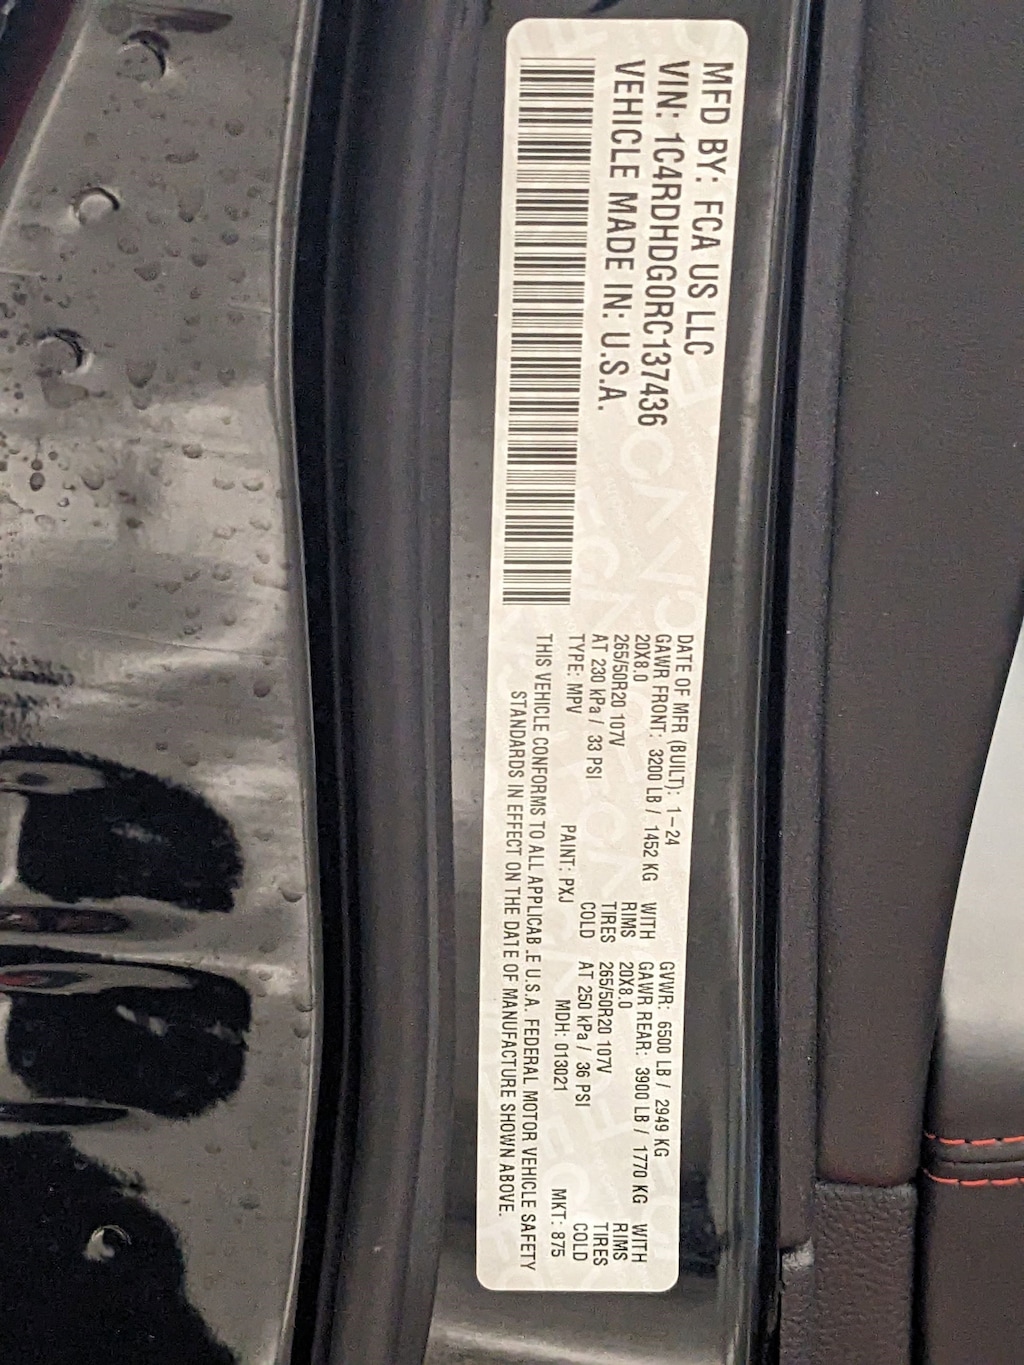 MFD BY: FCA US LLC
VIN: 1C4RDHDG0RC137436
VEHICLE MADE IN: U.S.A.
DATE OF MFR (BUILT): 1-24 GVWR: 6500 LB / 2949 KG
GAWR FRONT: 3200 LB / 1452 KG WITH GAWR REAR: 3900 LB / 1770 KG WITH
20X8.0 RIMS 20X8.0 RIMS
265/50R20 107V TIRES 265/50R20 107V TIRES
AT 230 kPa / 33 PSI COLD AT 250 kPa / 36 PSI COLD
TYPE: MPV PAINT: PXJ MDH: 013021 MKT: 875
THIS VEHICLE CONFORMS TO ALL APPLICAB.E U.S.A. FEDERAL MOTOR VEHICLE SAFETY
STANDARDS IN EFFECT ON THE DATE OF MANUFACTURE SHOWN ABOVE.